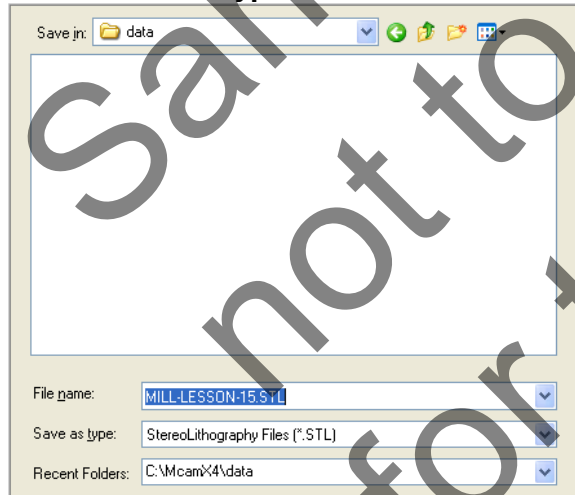 Save in: data
File name: MILL-LESSON-15.STL
Save as type: StereoLithography Files (*.STL)
Recent Folders: C:\McamX4\data
not to
for